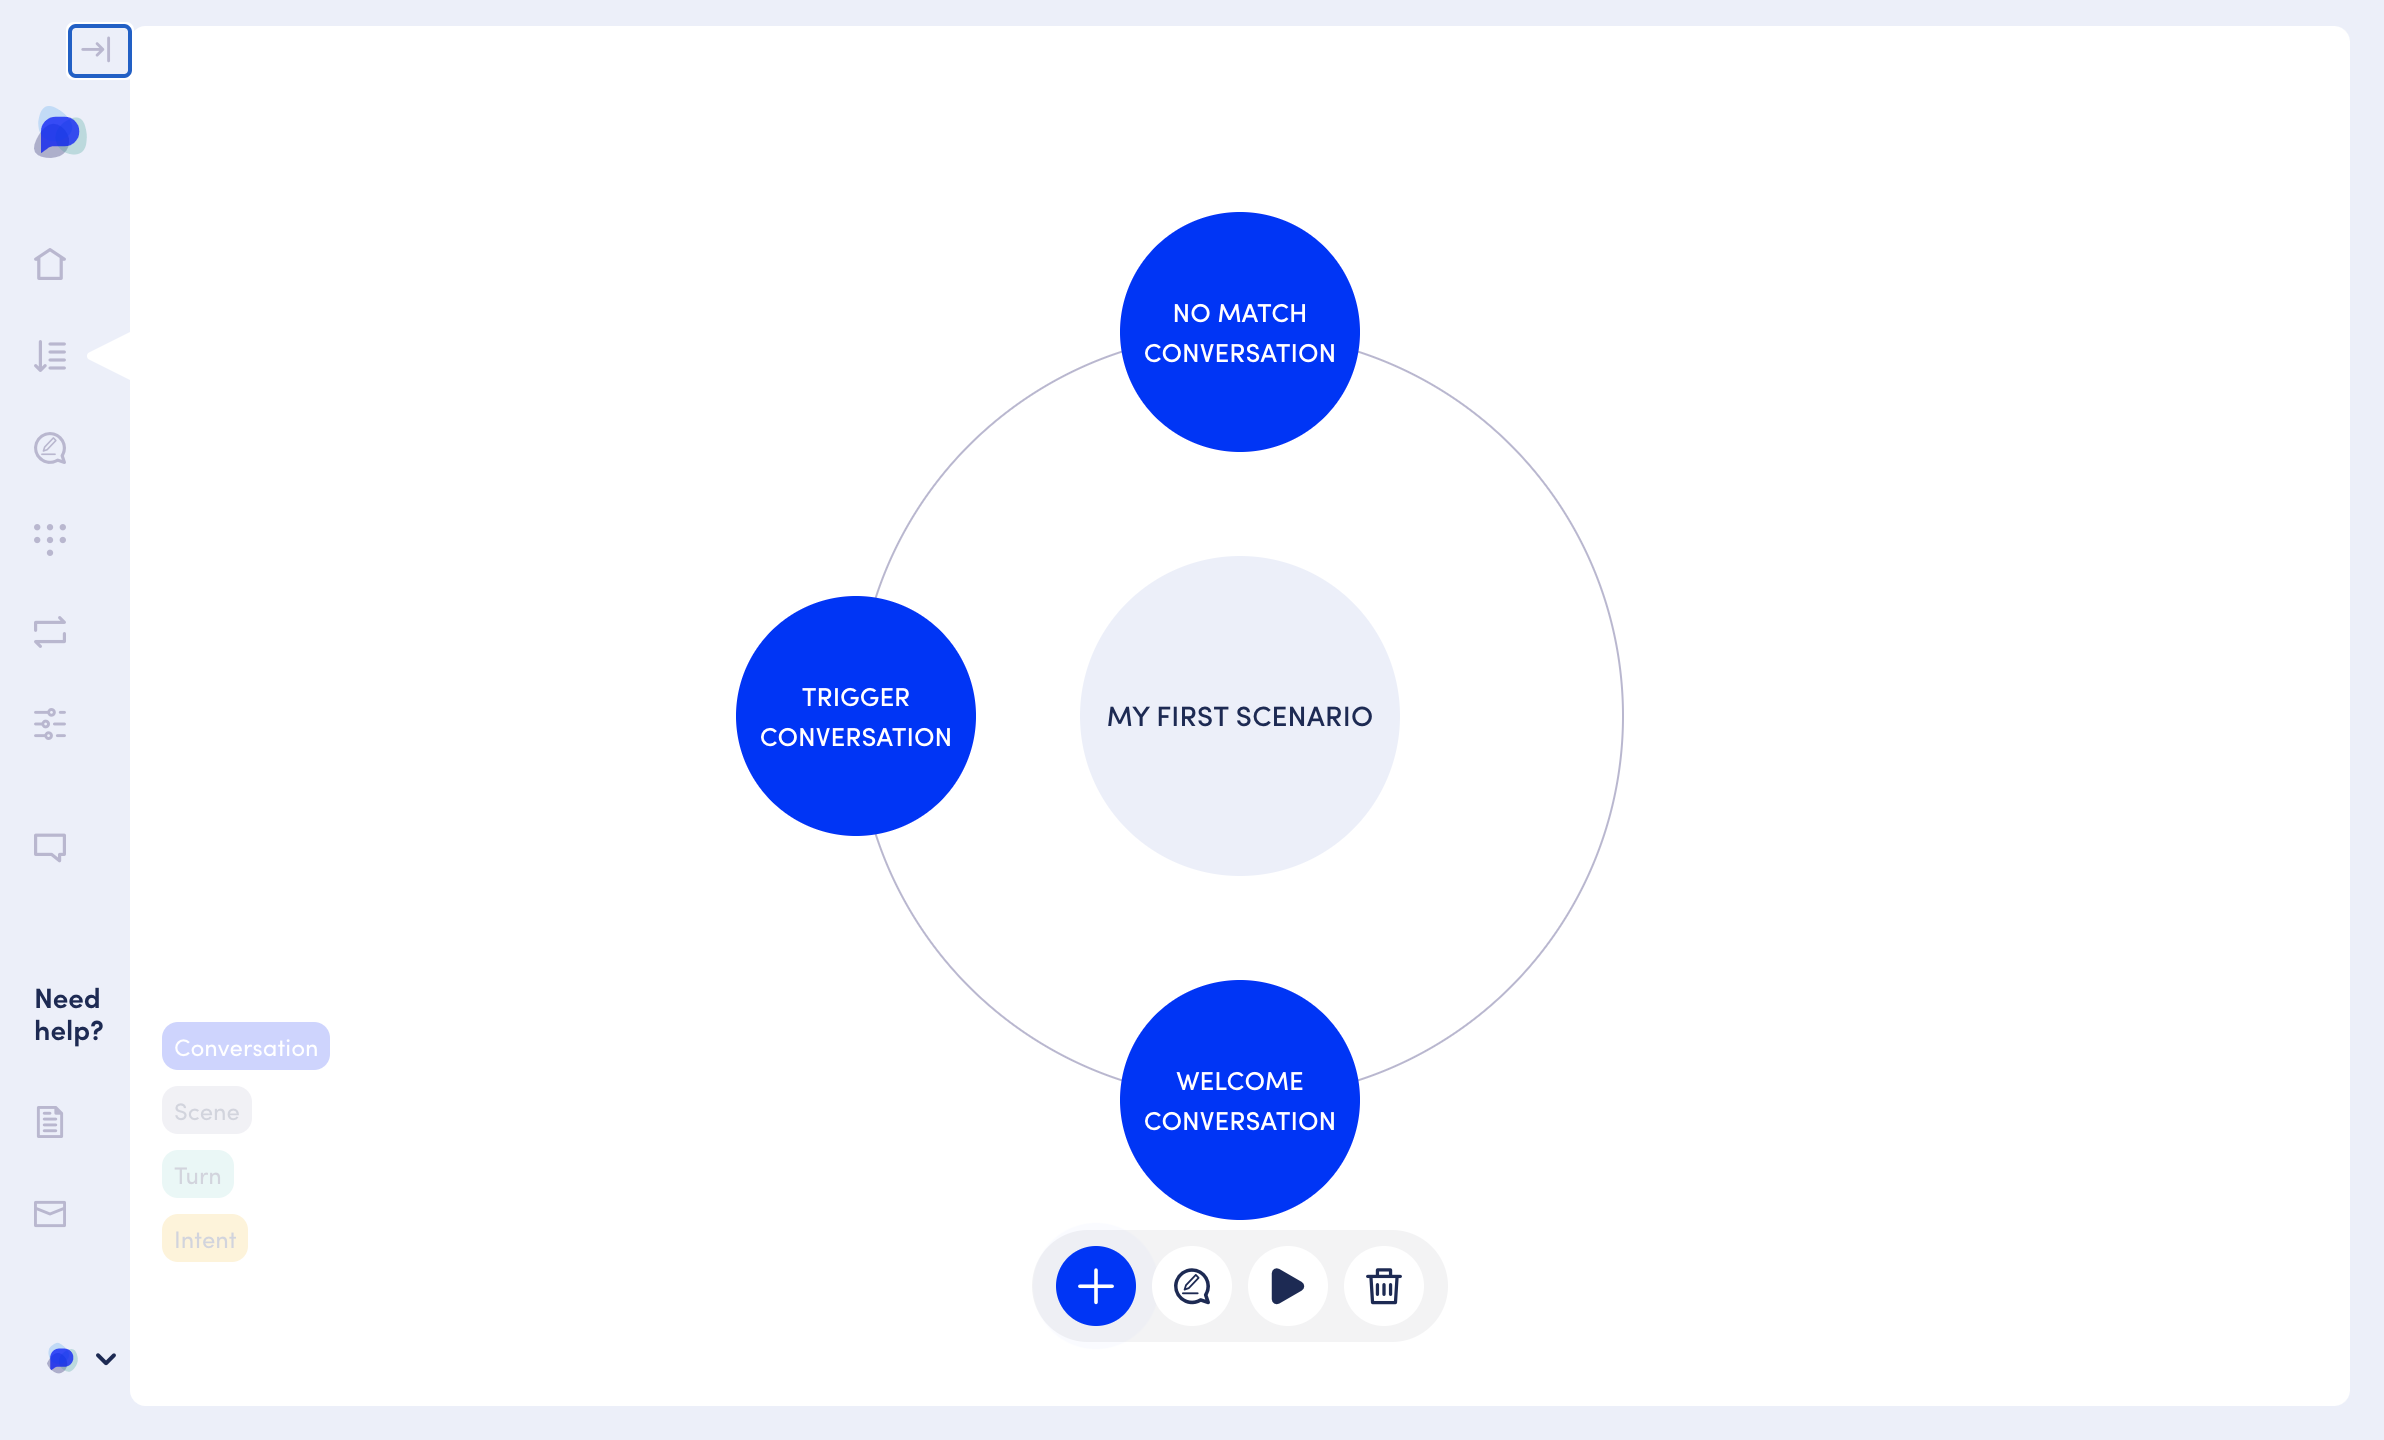 NO MATCH
CONVERSATION
TRIGGER
CONVERSATION
MY FIRST SCENARIO
WELCOME
CONVERSATION
Need
help?
Conversation
Scene
Turn
Intent